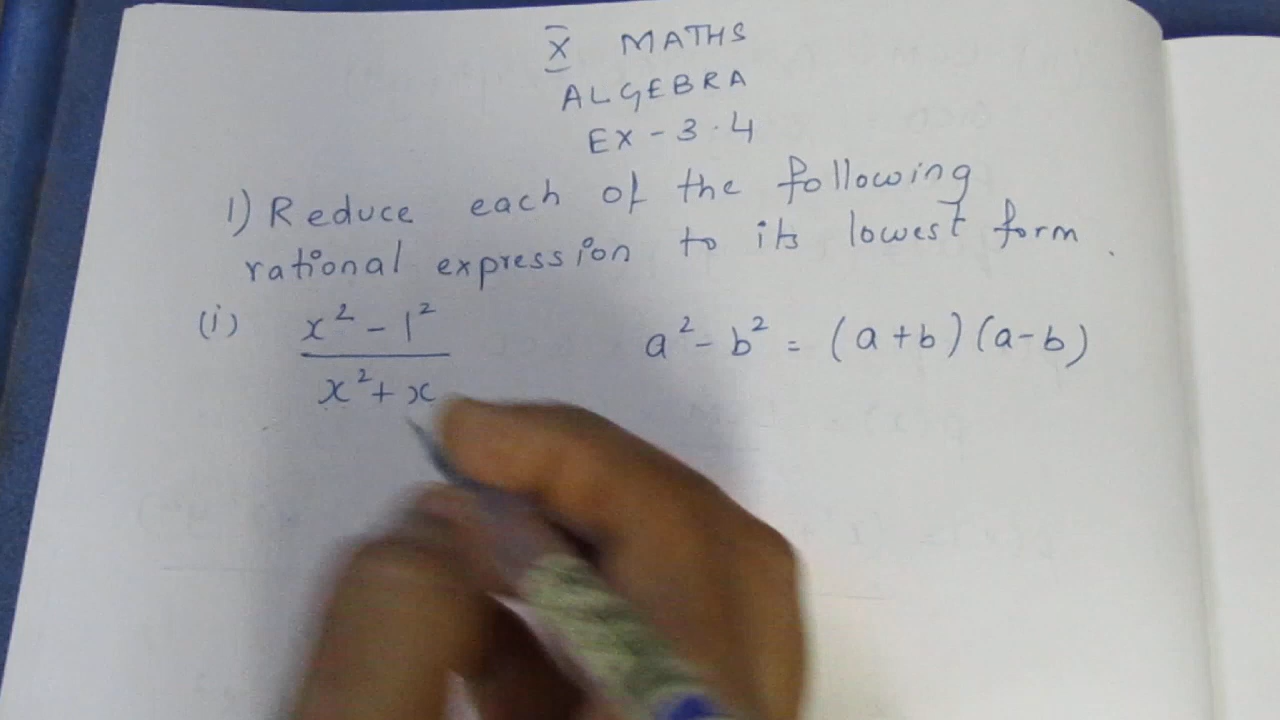 X MATHS
ALGEBRA
EX - 3.4
1) Reduce each of the following
rational expression to its lowest form.
(i) x² - 1² / x² + x
a² - b² = (a + b) (a - b)